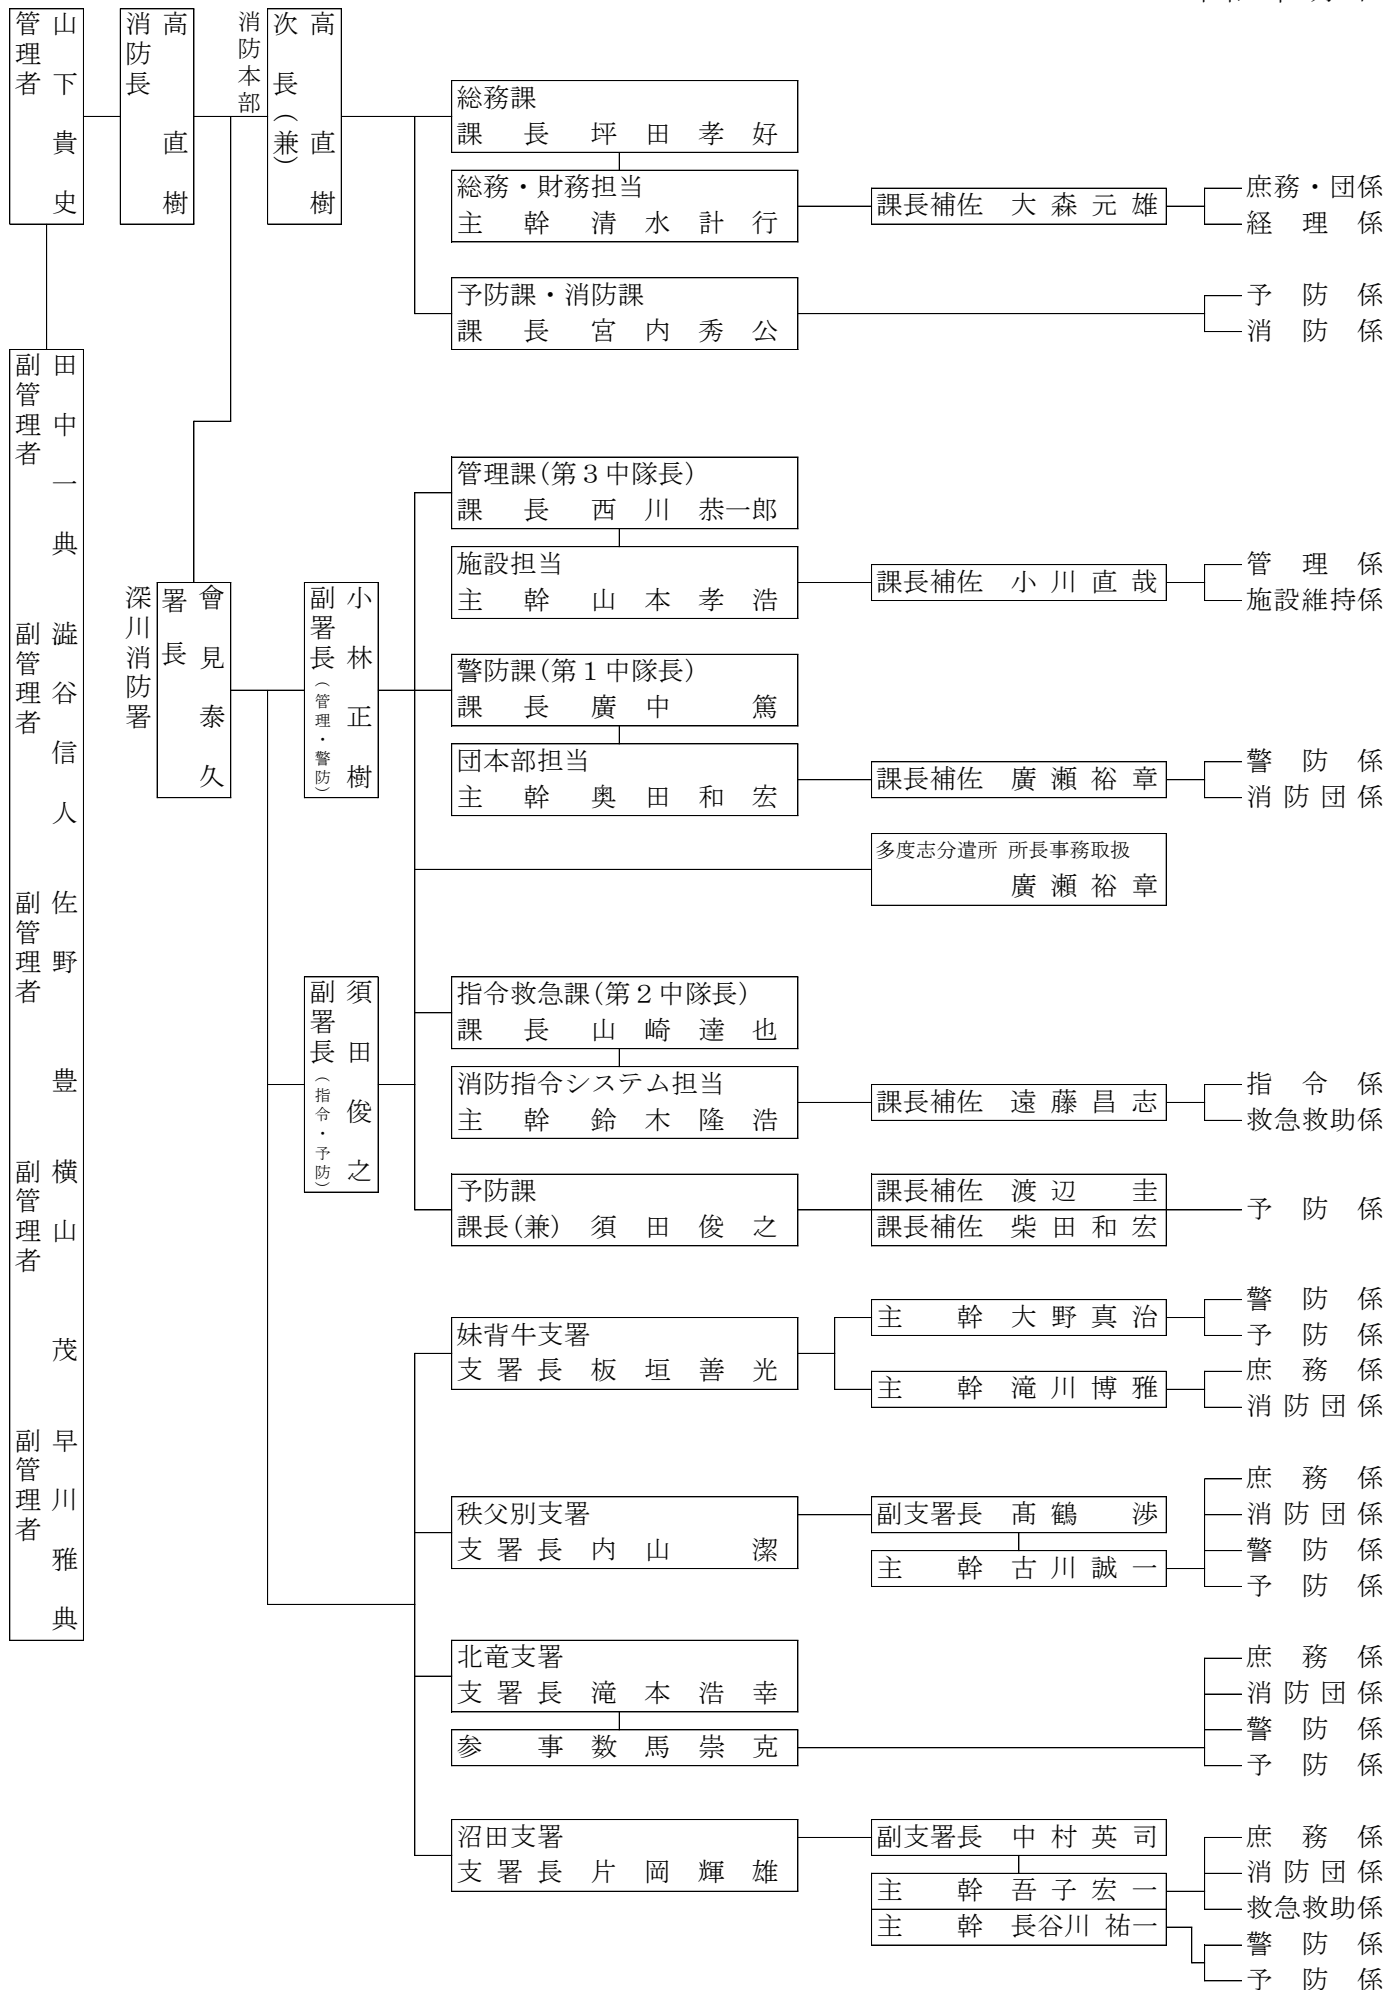 管理者 山下貴史
消防長 高 直樹
消防本部
次長（兼） 高 直樹
総務課
課長 坪田孝好
総務・財務担当
主幹 清水計行
課長補佐 大森元雄
庶務・団係
経理係
予防課・消防課
課長 宮内秀公
予防係
消防係
副管理者 田中一典
副管理者 澁谷信人
副管理者 佐野 豊
副管理者 横山 茂
副管理者 早川雅典
深川消防署
署長 會見泰久
副署長（管理・警防） 小林正樹
管理課(第３中隊長)
課長 西川恭一郎
施設担当
主幹 山本孝浩
課長補佐 小川直哉
管理係
施設維持係
警防課(第１中隊長)
課長 廣中 篤
団本部担当
主幹 奥田和宏
課長補佐 廣瀬裕章
警防係
消防団係
多度志分遣所 所長事務取扱
廣瀬裕章
副署長（指令・予防） 須田俊之
指令救急課(第２中隊長)
課長 山崎達也
消防指令システム担当
主幹 鈴木隆浩
課長補佐 遠藤昌志
指令係
救急救助係
予防課
課長(兼) 須田俊之
課長補佐 渡辺 圭
課長補佐 柴田和宏
予防係
妹背牛支署
支署長 板垣善光
主幹 大野真治
警防係
予防係
主幹 滝川博雅
庶務係
消防団係
秩父別支署
支署長 内山 潔
副支署長 髙鶴 渉
主幹 古川誠一
庶務係
消防団係
警防係
予防係
北竜支署
支署長 滝本浩幸
参事 数馬崇克
庶務係
消防団係
警防係
予防係
沼田支署
支署長 片岡輝雄
副支署長 中村英司
主幹 吾子宏一
主幹 長谷川祐一
庶務係
消防団係
救急救助係
警防係
予防係